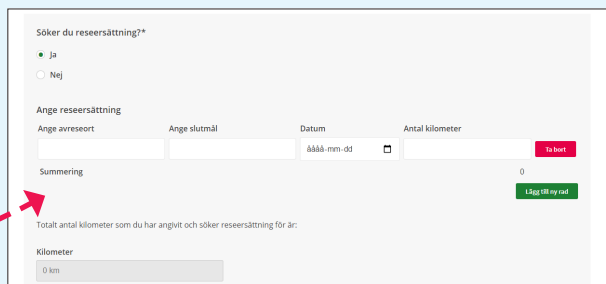 Söker du reseersättning?*
Ja
Nej
Ange reseersättning
Ange avreseort Ange slutmål Datum Antal kilometer
åååå-mm-dd Ta bort
Summering 0
Lägg till ny rad
Totalt antal kilometer som du har angivit och söker reseersättning för är:
Kilometer
0 km